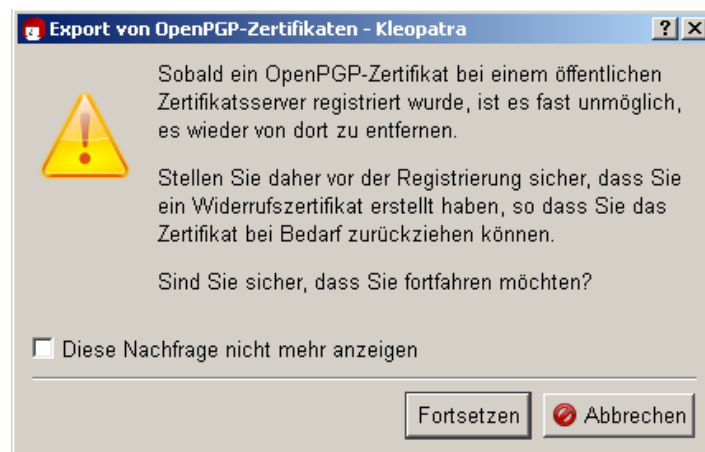 Export von OpenPGP-Zertifikaten - Kleopatra
Sobald ein OpenPGP-Zertifikat bei einem öffentlichen
Zertifikatsserver registriert wurde, ist es fast unmöglich,
es wieder von dort zu entfernen.
Stellen Sie daher vor der Registrierung sicher, dass Sie
ein Widerrufszertifikat erstellt haben, so dass Sie das
Zertifikat bei Bedarf zurückziehen können.
Sind Sie sicher, dass Sie fortfahren möchten?
Diese Nachfrage nicht mehr anzeigen
Fortsetzen Abbrechen